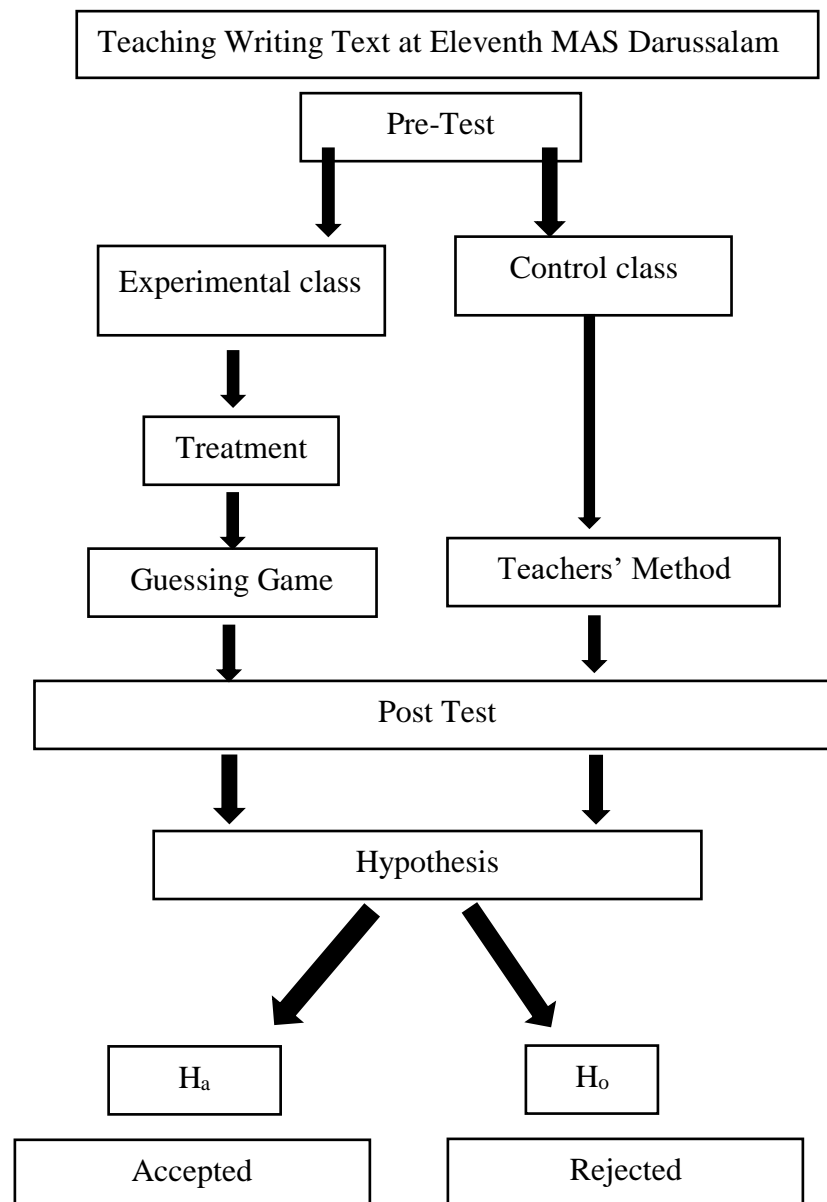 Teaching Writing Text at Eleventh MAS Darussalam
Pre-Test
Experimental class
Control class
Treatment
Guessing Game
Teachers’ Method
Post Test
Hypothesis
Hₐ
Hₒ
Accepted
Rejected